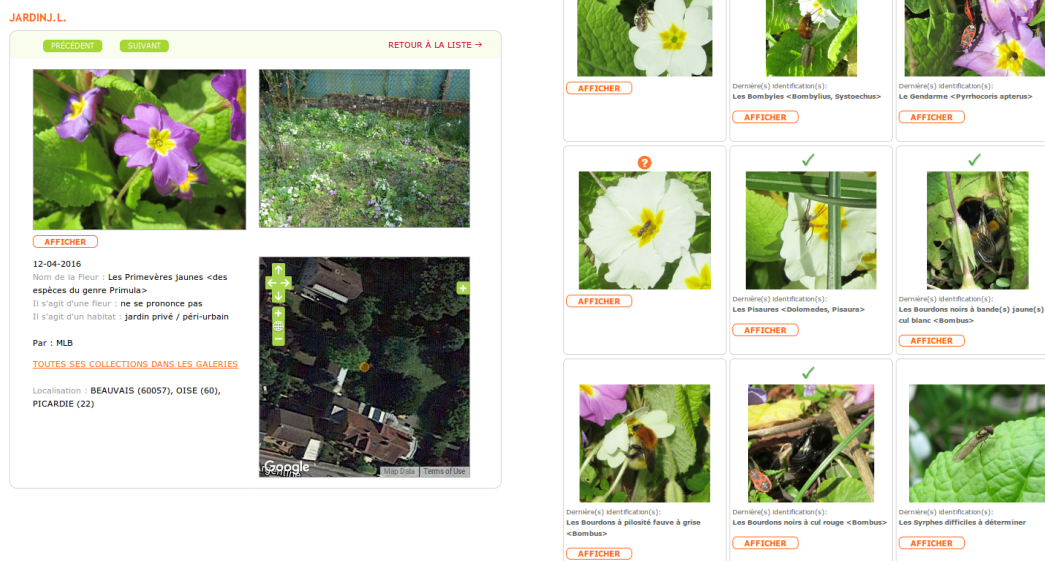 JARDINJ.L.
PRÉCÉDENT
SUIVANT
RETOUR À LA LISTE →
AFFICHER
12-04-2016
Nom de la Fleur : Les Primevères jaunes <des
espèces du genre Primula>
Il s'agit d'une fleur : ne se prononce pas
Il s'agit d'un habitat : jardin privé / péri-urbain
Par : MLB
TOUTES SES COLLECTIONS DANS LES GALERIES
Localisation : BEAUVAIS (60057), OISE (60),
PICARDIE (22)
Google
Map Data
Terms of Use
AFFICHER
Dernière(s) identification(s):
Les Bombyles <Bombylius, Systoechus>
AFFICHER
Dernière(s) identification(s):
Le Gendarme <Pyrrhocoris apterus>
AFFICHER
?
AFFICHER
Dernière(s) identification(s):
Les Pisaures <Dolomedes, Pisaura>
AFFICHER
Dernière(s) identification(s):
Les Bourdons noirs à bande(s) jaune(s)
cul blanc <Bombus>
AFFICHER
Dernière(s) identification(s):
Les Bourdons à pilosité fauve à grise
<Bombus>
AFFICHER
Dernière(s) identification(s):
Les Bourdons noirs à cul rouge <Bombus>
AFFICHER
Dernière(s) identification(s):
Les Syrphes difficiles à déterminer
AFFICHER